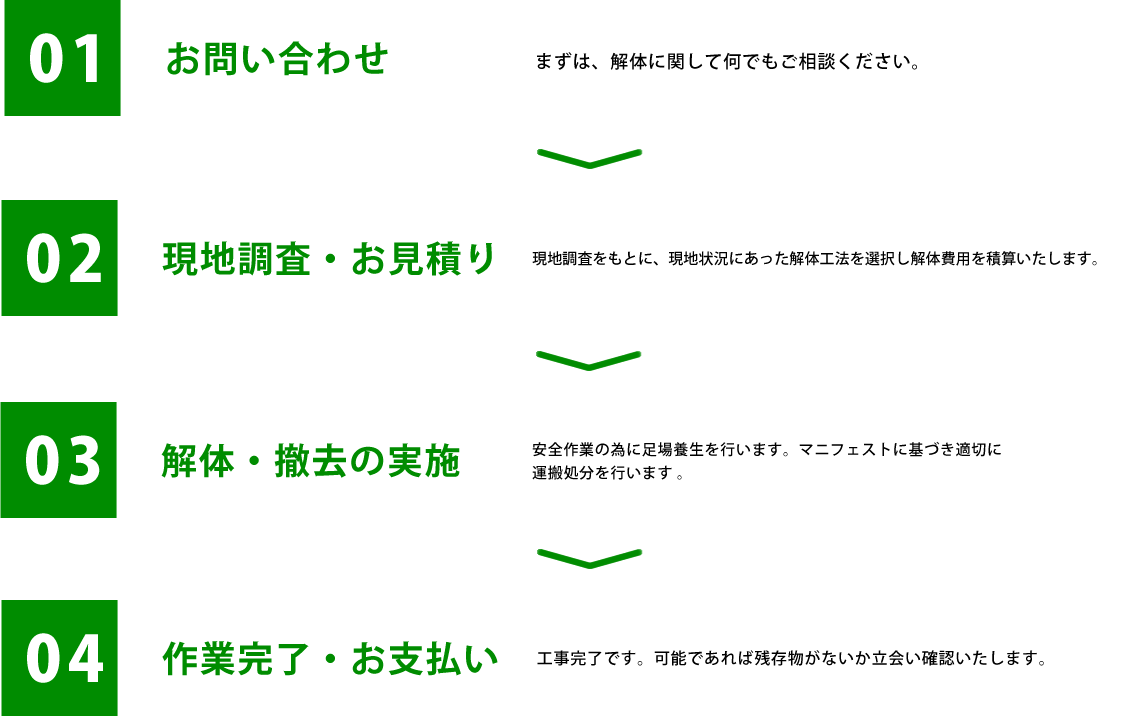 01
お問い合わせ
まずは、解体に関して何でもご相談ください。
02
現地調査・お見積り
現地調査をもとに、現地状況にあった解体工法を選択し解体費用を積算いたします。
03
解体・撤去の実施
安全作業の為に足場養生を行います。マニフェストに基づき適切に
運搬処分を行います 。
04
作業完了・お支払い
工事完了です。可能であれば残存物がないか立会い確認いたします。